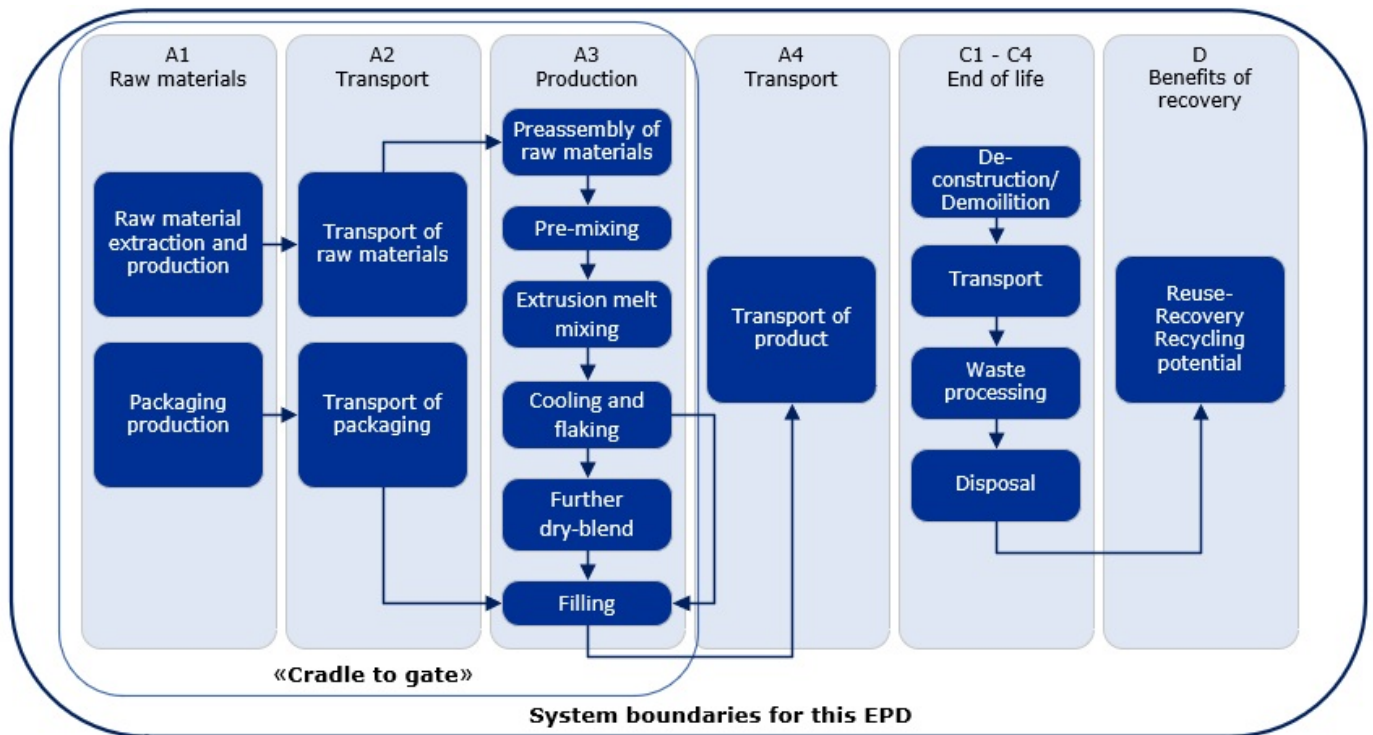 A1
Raw materials
Raw material
extraction and
production
Packaging
production
A2
Transport
Transport of
raw materials
Transport of
packaging
A3
Production
Preassembly of
raw materials
Pre-mixing
Extrusion melt
mixing
Cooling and
flaking
Further
dry-blend
Filling
A4
Transport
Transport of
product
C1 - C4
End of life
De-
construction/
Demoilition
Transport
Waste
processing
Disposal
D
Benefits of
recovery
Reuse-
Recovery
Recycling
potential
«Cradle to gate»
System boundaries for this EPD